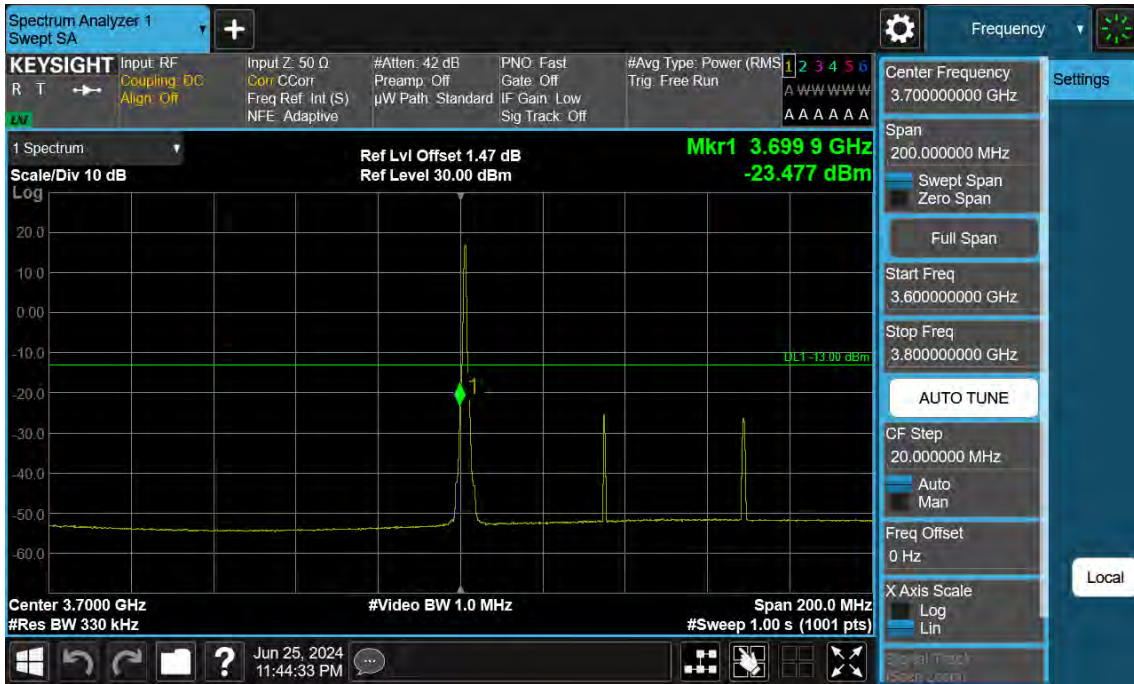 Spectrum Analyzer 1
Swept SA
+
Frequency
KEYSIGHT
R T
Input: RF
Coupling: DC
Align: Off
Input Z: 50 Ω
Corr CCorr
Freq Ref: Int (S)
NFE: Adaptive
#Atten: 42 dB
Preamp: Off
µW Path: Standard
PNO: Fast
Gate: Off
IF Gain: Low
Sig Track: Off
#Avg Type: Power (RMS
Trig: Free Run
1 2 3 4 5 6
A W W W W W
A A A A A A
1 Spectrum
Scale/Div 10 dB
Ref Lvl Offset 1.47 dB
Ref Level 30.00 dBm
Mkr1 3.699 9 GHz
-23.477 dBm
Log
20.0
10.0
0.00
-10.0
DL1 -13.00 dBm
1
-20.0
-30.0
-40.0
-50.0
-60.0
Center 3.7000 GHz
#Res BW 330 kHz
#Video BW 1.0 MHz
Span 200.0 MHz
#Sweep 1.00 s (1001 pts)
Center Frequency
3.700000000 GHz
Settings
Span
200.000000 MHz
Swept Span
Zero Span
Full Span
Start Freq
3.600000000 GHz
Stop Freq
3.800000000 GHz
AUTO TUNE
CF Step
20.000000 MHz
Auto
Man
Freq Offset
0 Hz
Local
X Axis Scale
Log
Lin
Signal Track
(Span Zoom)
?
Jun 25, 2024
11:44:33 PM